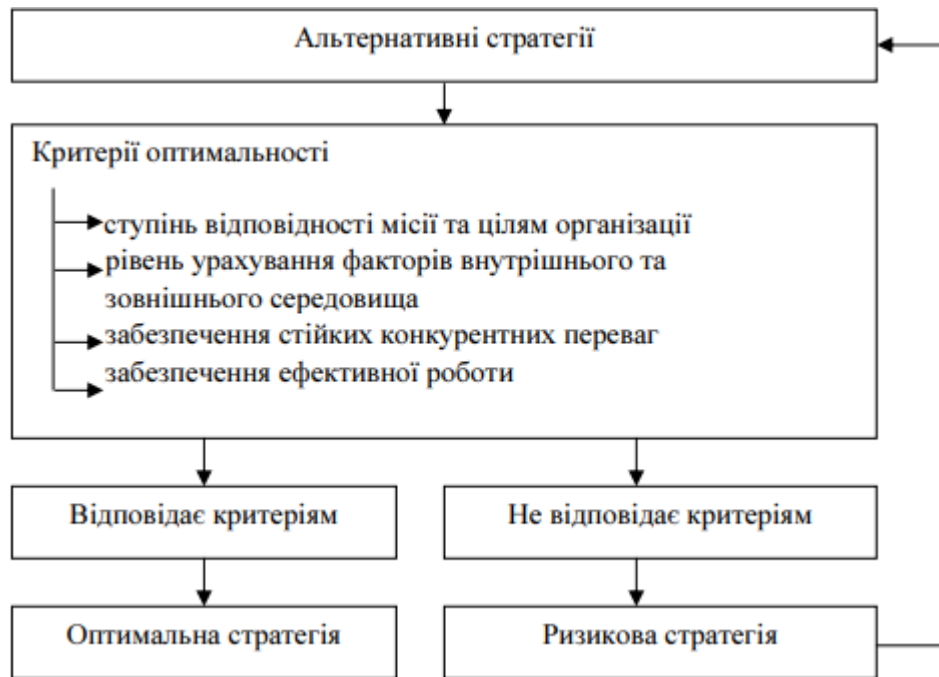 Альтернативні стратегії
Критерії оптимальності
ступінь відповідності місії та цілям організації
рівень урахування факторів внутрішнього та
зовнішнього середовища
забезпечення стійких конкурентних переваг
забезпечення ефективної роботи
Відповідає критеріям
Не відповідає критеріям
Оптимальна стратегія
Ризикова стратегія